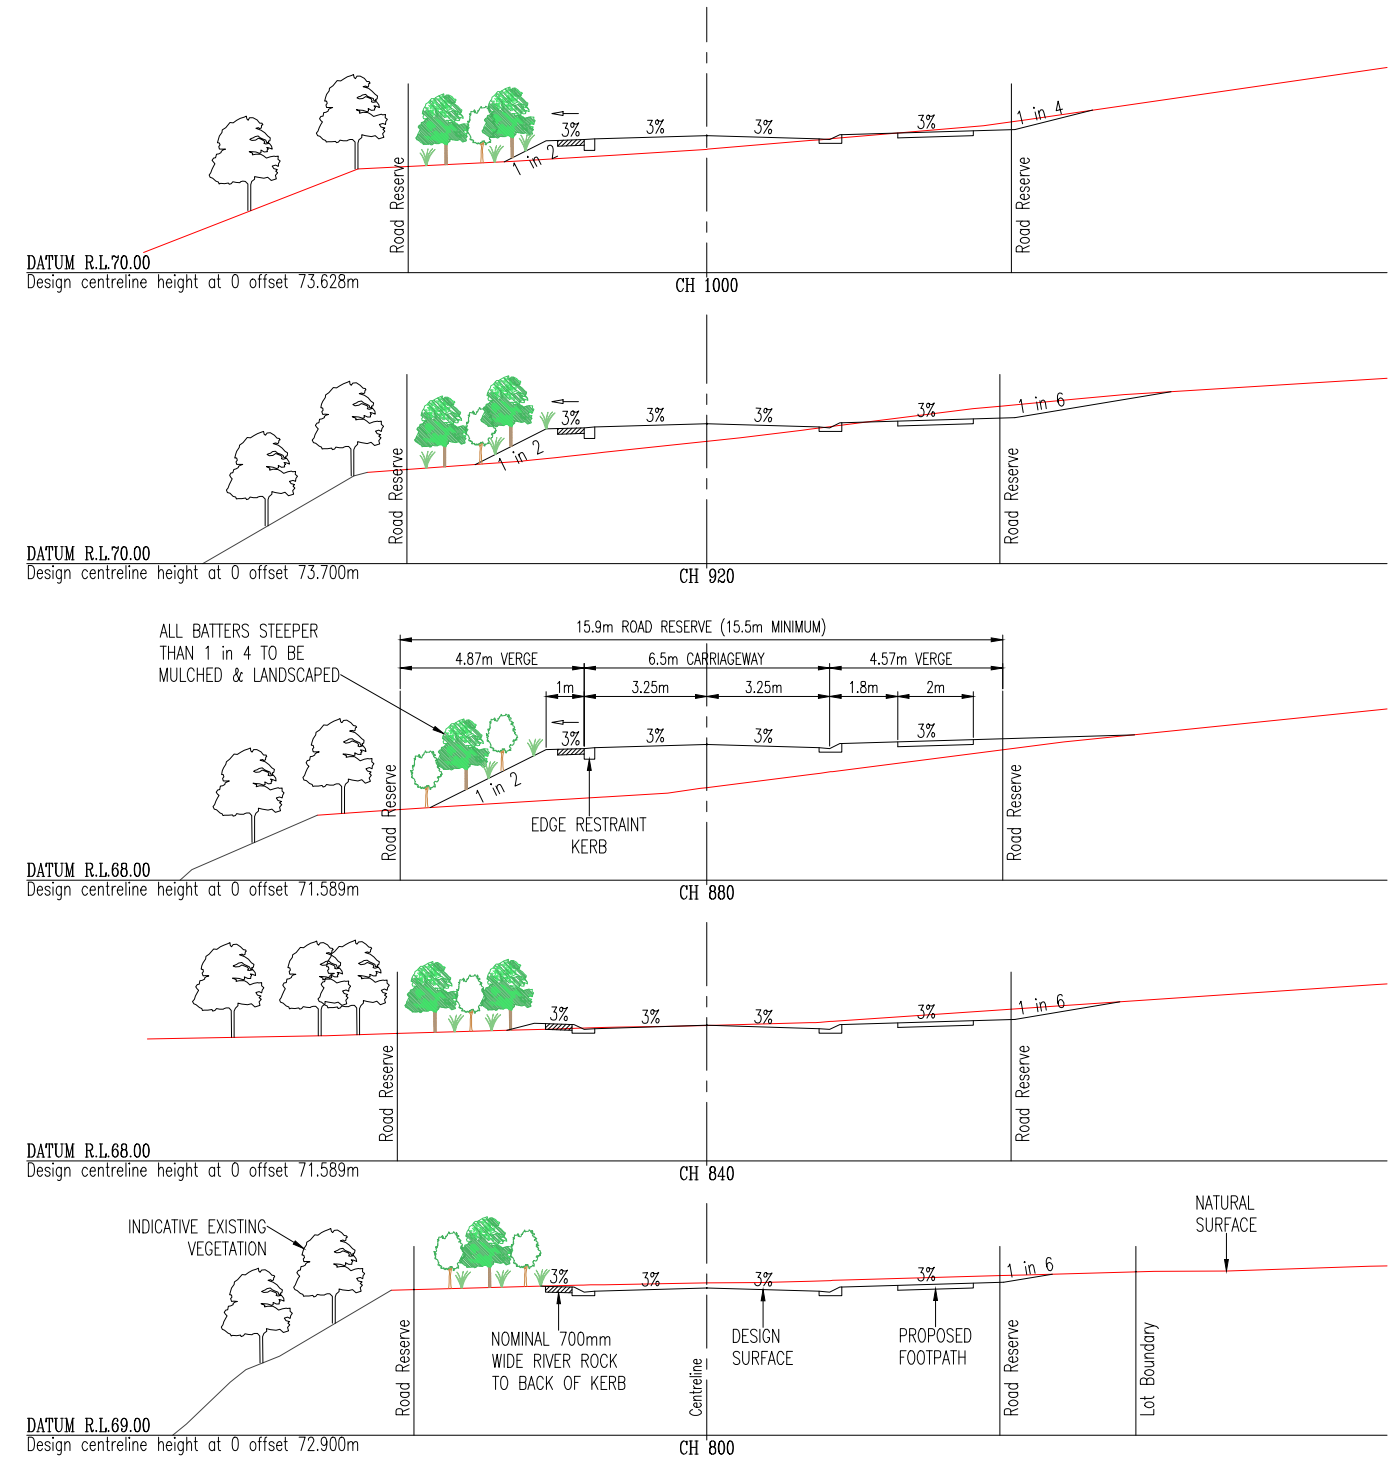 3%
3%
3%
3%
1 in 4
1 in 2
Road Reserve
Road Reserve
DATUM R.L.70.00
Design centreline height at 0 offset 73.628m
CH 1000
3%
3%
3%
3%
1 in 6
1 in 2
Road Reserve
Road Reserve
DATUM R.L.70.00
Design centreline height at 0 offset 73.700m
CH 920
ALL BATTERS STEEPER
THAN 1 in 4 TO BE
MULCHED & LANDSCAPED
15.9m ROAD RESERVE (15.5m MINIMUM)
4.87m VERGE
6.5m CARRIAGEWAY
4.57m VERGE
1m
3.25m
3.25m
1.8m
2m
3%
3%
3%
3%
1 in 2
EDGE RESTRAINT
KERB
Road Reserve
Road Reserve
DATUM R.L.68.00
Design centreline height at 0 offset 71.589m
CH 880
3%
3%
3%
3%
1 in 6
Road Reserve
Road Reserve
DATUM R.L.68.00
Design centreline height at 0 offset 71.589m
CH 840
INDICATIVE EXISTING
VEGETATION
NATURAL
SURFACE
3%
3%
3%
3%
1 in 6
NOMINAL 700mm
WIDE RIVER ROCK
TO BACK OF KERB
DESIGN
SURFACE
PROPOSED
FOOTPATH
Road Reserve
Centreline
Road Reserve
Lot Boundary
DATUM R.L.69.00
Design centreline height at 0 offset 72.900m
CH 800